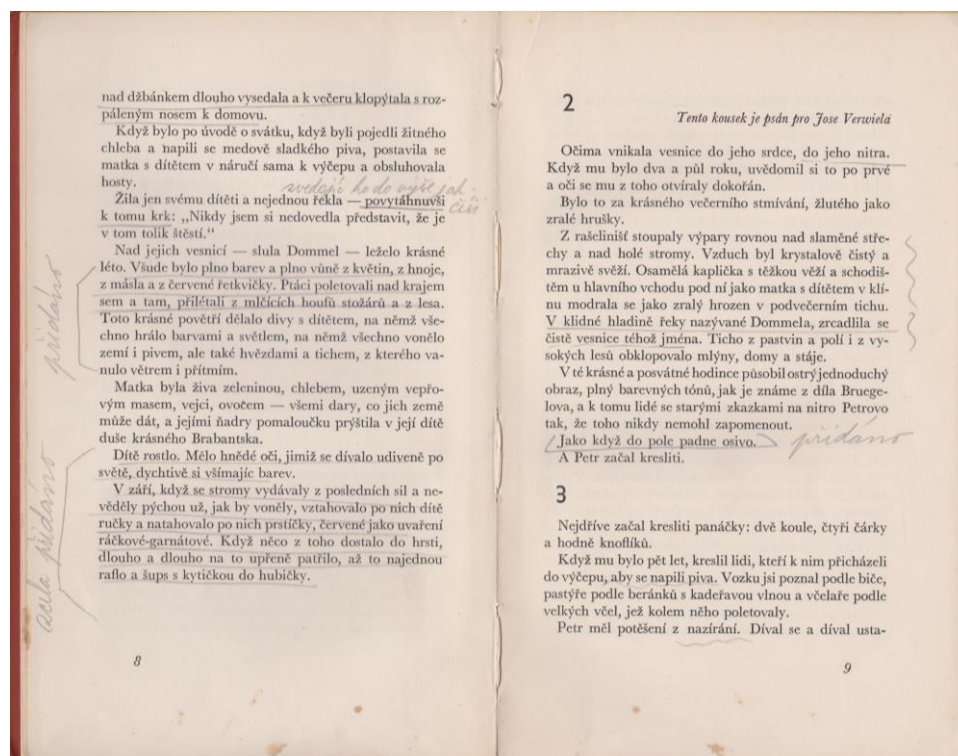 nad džbánkem dlouho vysedala a k večeru klopýtala s roz-
páleným nosem k domovu.
Když bylo po úvodě o svátku, když byli pojedli žitného
chleba a napili se medově sladkého piva, postavila se
matka s dítětem v náručí sama k výčepu a obsluhovala
hosty.
Žila jen svému dítěti a nejednou řekla — povytáhnuvši
k tomu krk: „Nikdy jsem si nedovedla představit, že je
v tom tolik štěstí.“
Nad jejich vesnicí — slula Dommel — leželo krásné
léto. Všude bylo plno barev a plno vůně z květin, z hnoje,
z másla a z červené řetkvičky. Ptáci poletovali nad krajem
sem a tam, přilétali z mlčících houfů stožárů a z lesa.
Toto krásné povětří dělalo divy s dítětem, na němž vše-
chno hrálo barvami a světlem, na němž všechno vonělo
zemí i pivem, ale také hvězdami a tichem, z kterého va-
nulo větrem i přítmím.
Matka byla živa zeleninou, chlebem, uzeným vepřo-
vým masem, vejci, ovocem — všemi dary, co jich země
může dát, a jejími ňadry pomaloučku prýštila v její dítě
duše krásného Brabantska.
Dítě rostlo. Mělo hnědé oči, jimiž se dívalo udiveně po
světě, dychtivě si všímajíc barev.
V září, když se stromy vydávaly z posledních sil a ne-
věděly pýchou už, jak by voněly, vztahovalo po nich dítě
ručky a natahovalo po nich prstíčky, červené jako uvaření
ráčkové-garnátové. Když něco z toho dostalo do hrsti,
dlouho a dlouho na to upřeně patřilo, až to najednou
raflo a šups s kytičkou do hubičky.
přidáno
zcela přidáno
8
2
Tento kousek je psán pro Jose Verwiela
Očima vnikala vesnice do jeho srdce, do jeho nitra.
Když mu bylo dva a půl roku, uvědomil si to po prvé
a oči se mu z toho otvíraly dokořán.
Bylo to za krásného večerního stmívání, žlutého jako
zralé hrušky.
Z rašelinišť stoupaly výpary rovnou nad slaměné stře-
chy a nad holé stromy. Vzduch byl krystalově čistý a
mrazivě svěží. Osamělá kaplička s těžkou věží a schodiš-
těm u hlavního vchodu pod ní jako matka s dítětem v klí-
nu modrala se jako zralý hrozen v podvečerním tichu.
V klidné hladině řeky nazývané Dommela, zrcadlila se
čistě vesnice téhož jména. Ticho z pastvin a polí i z vy-
sokých lesů obklopovalo mlýny, domy a stáje.
V té krásné a posvátné hodince působil ostrý jednoduchý
obraz, plný barevných tónů, jak je známe z díla Bruege-
lova, a k tomu lidé se starými zkazkami na nitro Petrovo
tak, že toho nikdy nemohl zapomenout.
Jako když do pole padne osivo. přidáno
A Petr začal kresliti.
3
Nejdříve začal kresliti panáčky: dvě koule, čtyři čárky
a hodně knoflíků.
Když mu bylo pět let, kreslil lidi, kteří k nim přicházeli
do výčepu, aby se napili piva. Vozku jsi poznal podle biče,
pastýře podle beránků s kadeřavou vlnou a včelaře podle
velkých včel, jež kolem něho poletovaly.
Petr měl potěšení z nazírání. Díval se a díval usta-
9